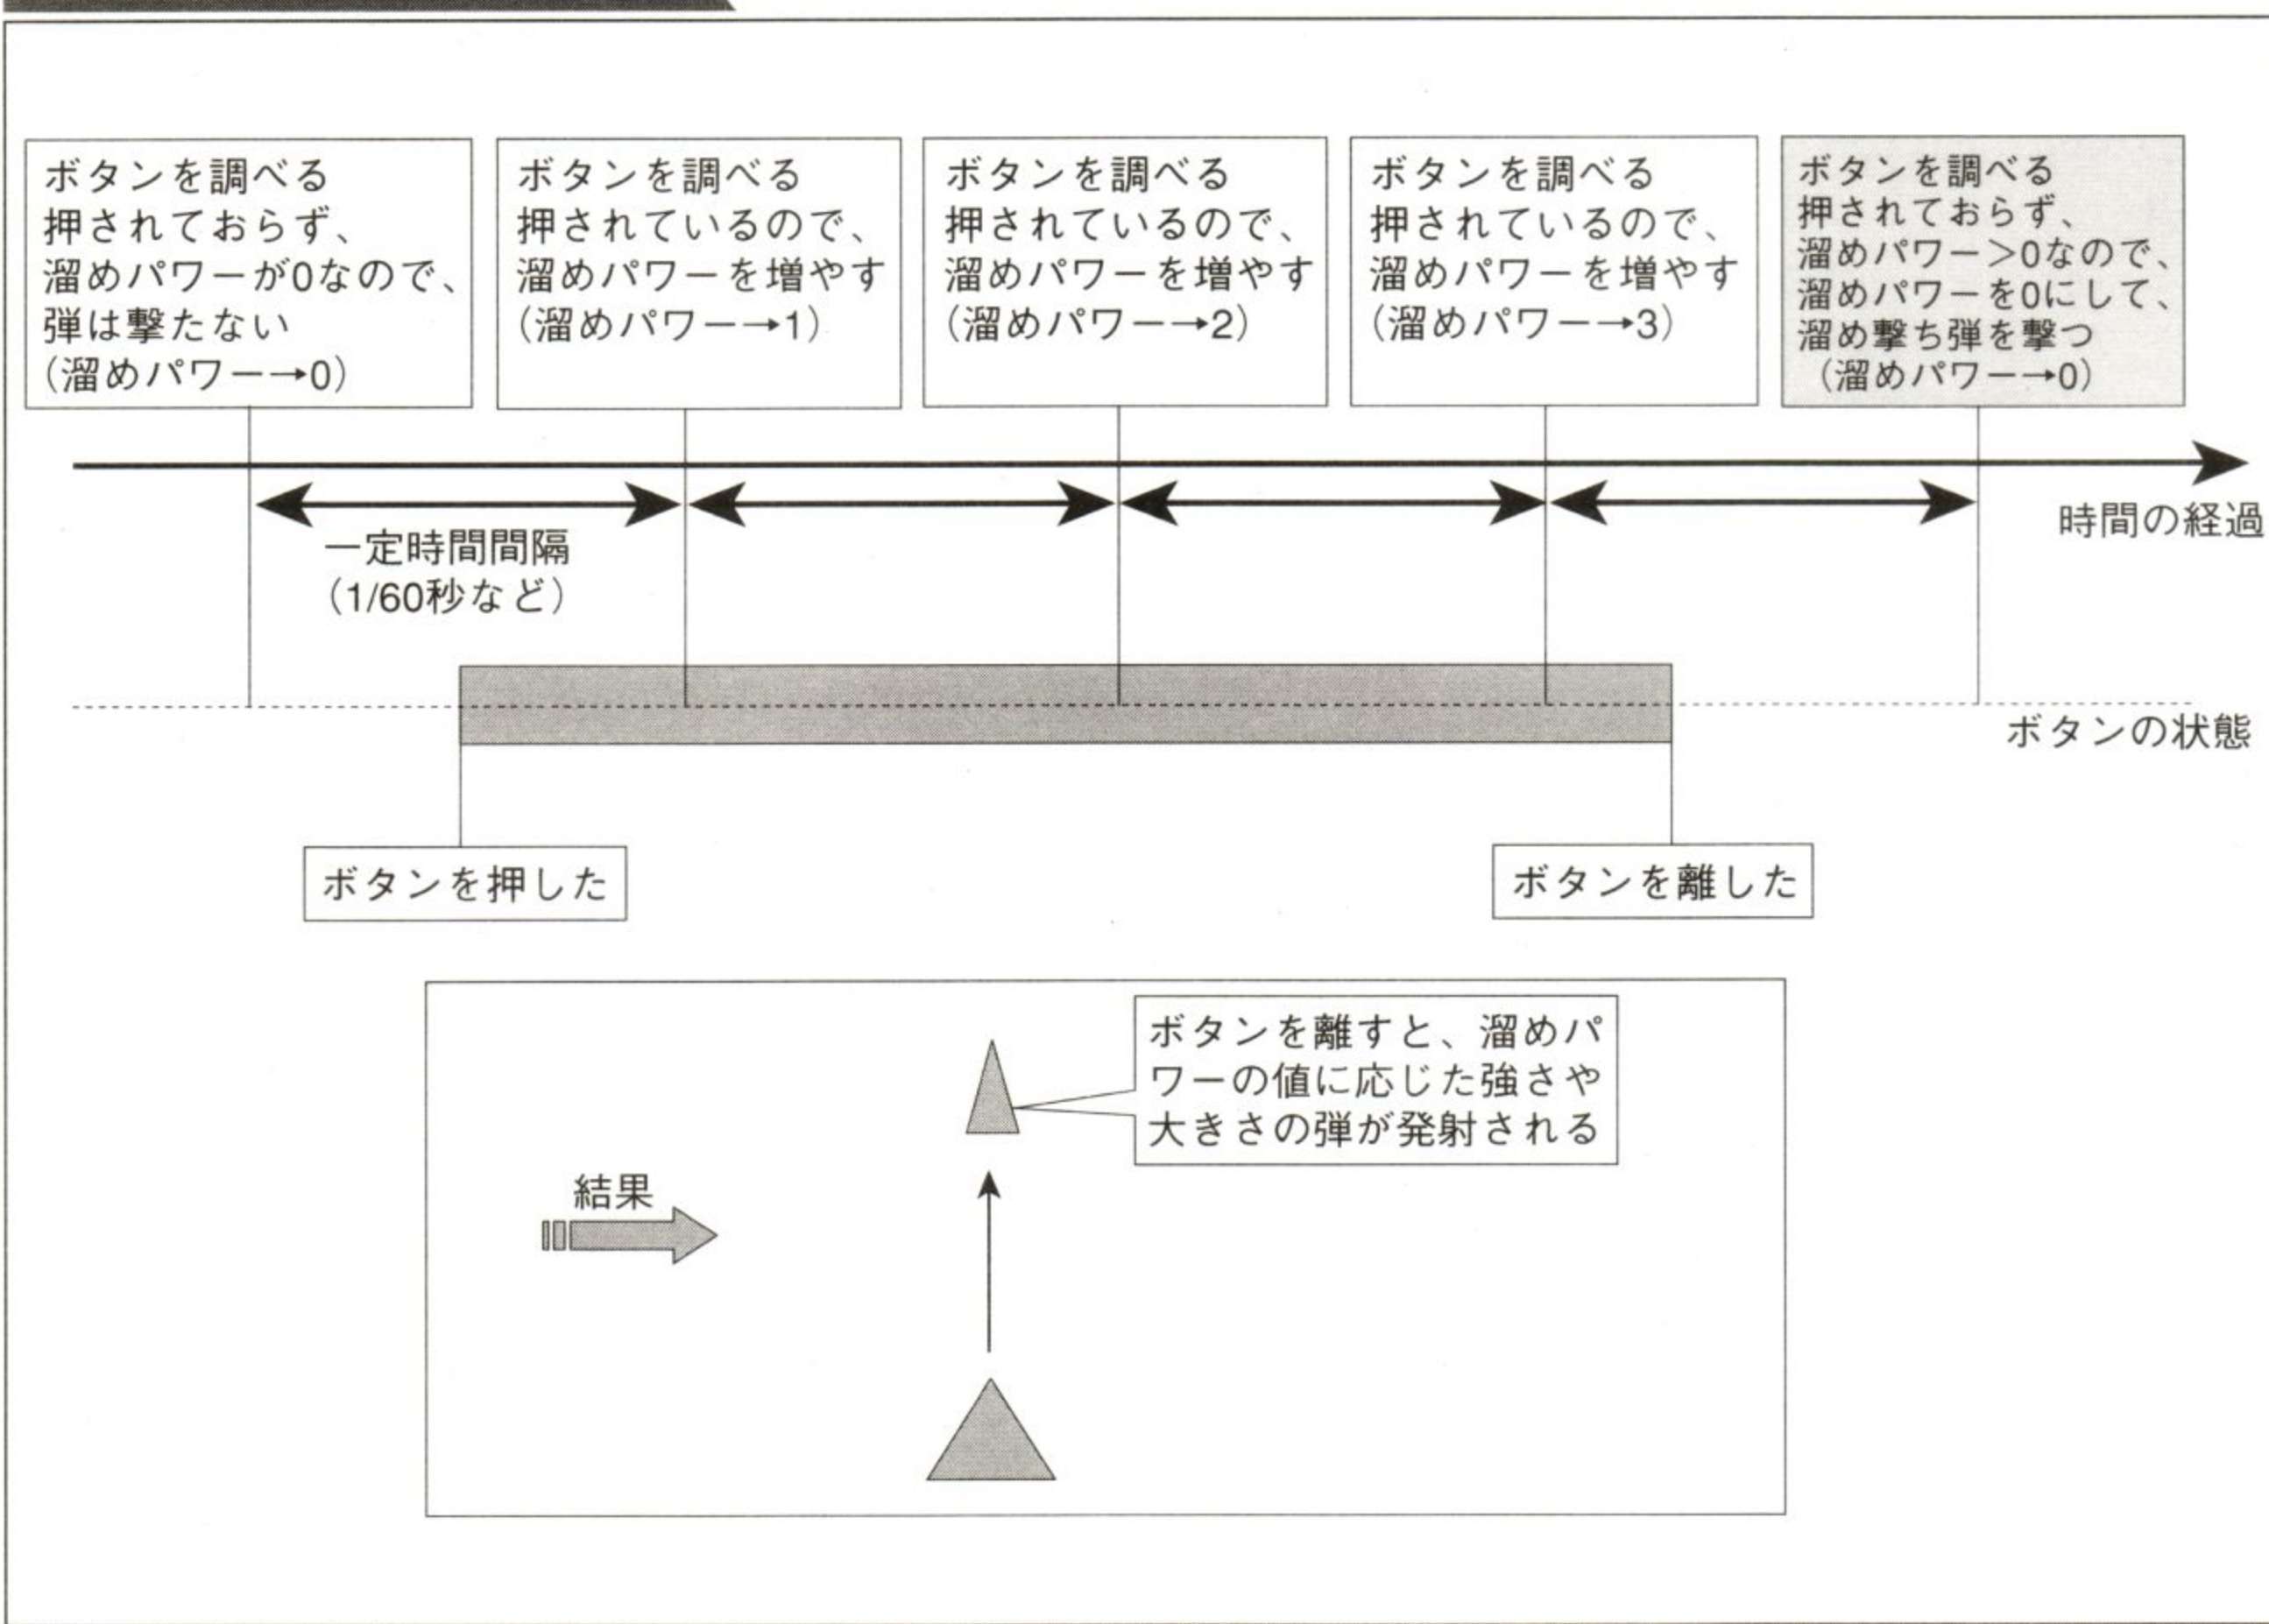 ボタンを調べる
押されておらず、
溜めパワーが0なので、
弾は撃たない
(溜めパワー→0)
ボタンを調べる
押されているので、
溜めパワーを増やす
(溜めパワー→1)
ボタンを調べる
押されているので、
溜めパワーを増やす
(溜めパワー→2)
ボタンを調べる
押されているので、
溜めパワーを増やす
(溜めパワー→3)
ボタンを調べる
押されておらず、
溜めパワー>0なので、
溜めパワーを0にして、
溜め撃ち弾を撃つ
(溜めパワー→0)
時間の経過
一定時間間隔
(1/60秒など)
ボタンの状態
ボタンを押した
ボタンを離した
ボタンを離すと、溜めパ
ワーの値に応じた強さや
大きさの弾が発射される
結果